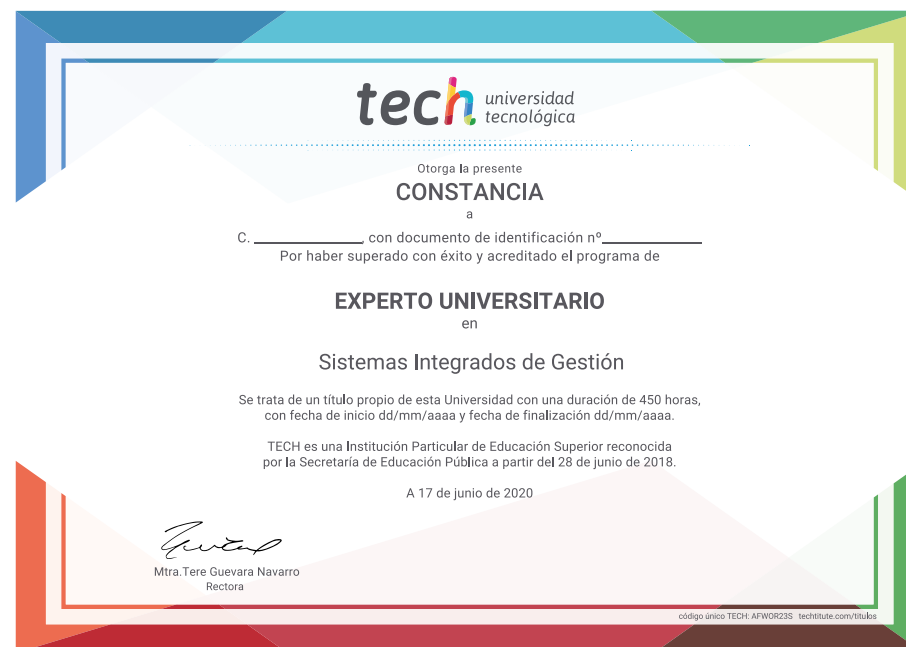 tech universidad
tecnológica
Otorga la presente
CONSTANCIA
a
C. ______________, con documento de identificación nº______________
Por haber superado con éxito y acreditado el programa de
EXPERTO UNIVERSITARIO
en
Sistemas Integrados de Gestión
Se trata de un título propio de esta Universidad con una duración de 450 horas,
con fecha de inicio dd/mm/aaaa y fecha de finalización dd/mm/aaaa.
TECH es una Institución Particular de Educación Superior reconocida
por la Secretaría de Educación Pública a partir del 28 de junio de 2018.
A 17 de junio de 2020
Mtra.Tere Guevara Navarro
Rectora
código único TECH: AFWOR23S techtitute.com/titulos